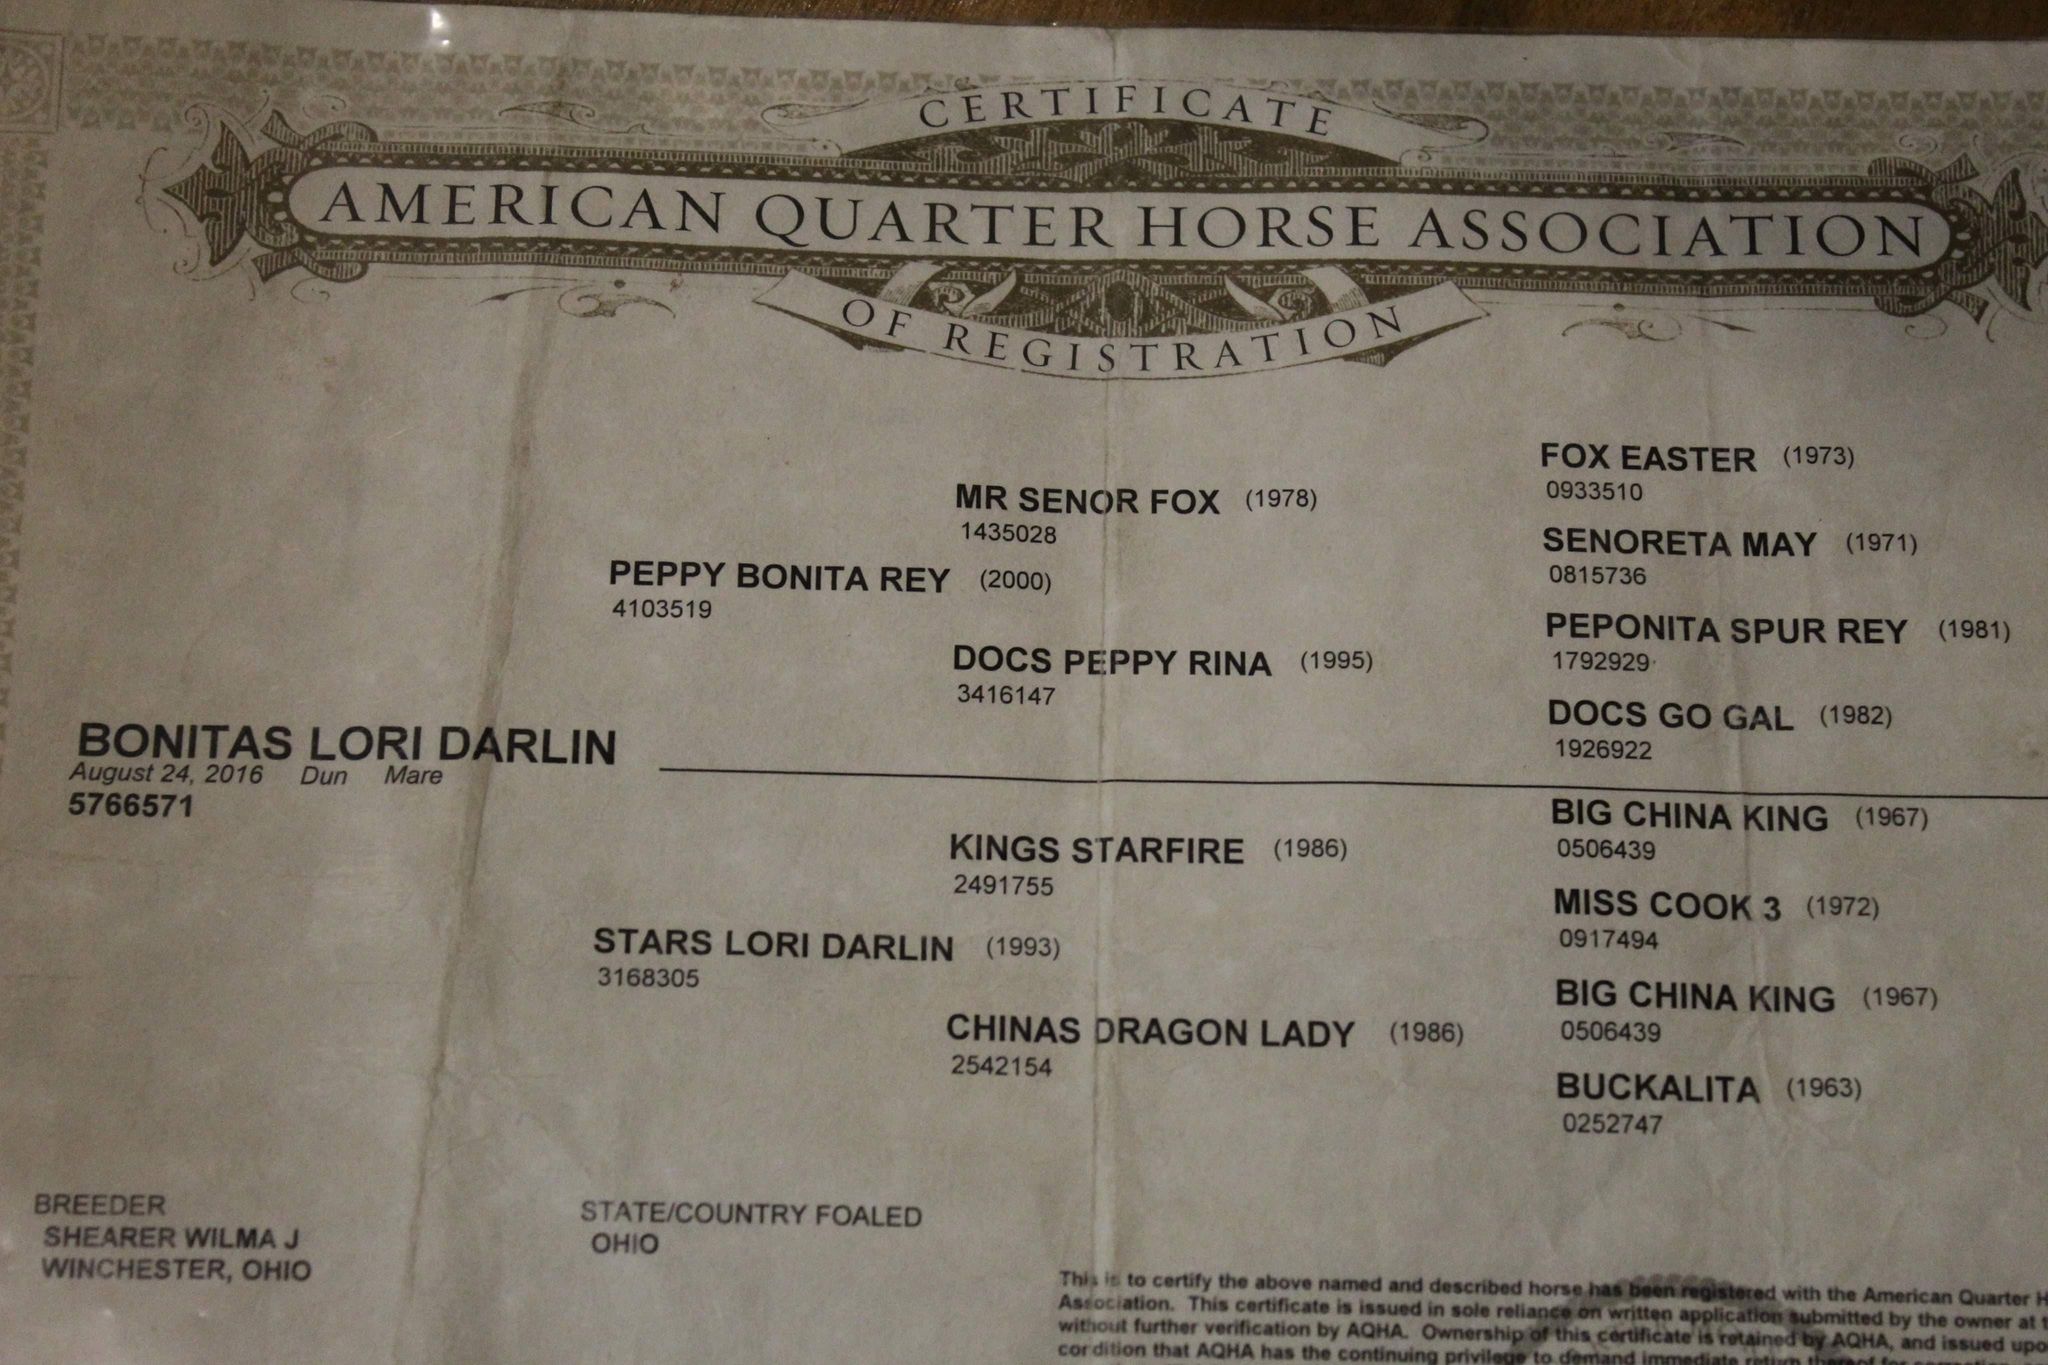 CERTIFICATE
AMERICAN QUARTER HORSE ASSOCIATION
OF REGISTRATION
FOX EASTER (1973)
0933510
MR SENOR FOX (1978)
1435028
SENORETA MAY (1971)
0815736
PEPPY BONITA REY (2000)
4103519
PEPONITA SPUR REY (1981)
1792929
DOCS PEPPY RINA (1995)
3416147
DOCS GO GAL (1982)
1926922
BONITAS LORI DARLIN
August 24, 2016 Dun Mare
5766571
BIG CHINA KING (1967)
0506439
KINGS STARFIRE (1986)
2491755
MISS COOK 3 (1972)
0917494
STARS LORI DARLIN (1993)
3168305
BIG CHINA KING (1967)
0506439
CHINAS DRAGON LADY (1986)
2542154
BUCKALITA (1963)
0252747
BREEDER
SHEARER WILMA J
WINCHESTER, OHIO
STATE/COUNTRY FOALED
OHIO
This is to certify the above named and described horse has been registered with the American Quarter H
Association. This certificate is issued in sole reliance on written application submitted by the owner at t
without further verification by AQHA. Ownership of this certificate is retained by AQHA, and issued upo
condition that AQHA has the continuing privilege to demand immediate return